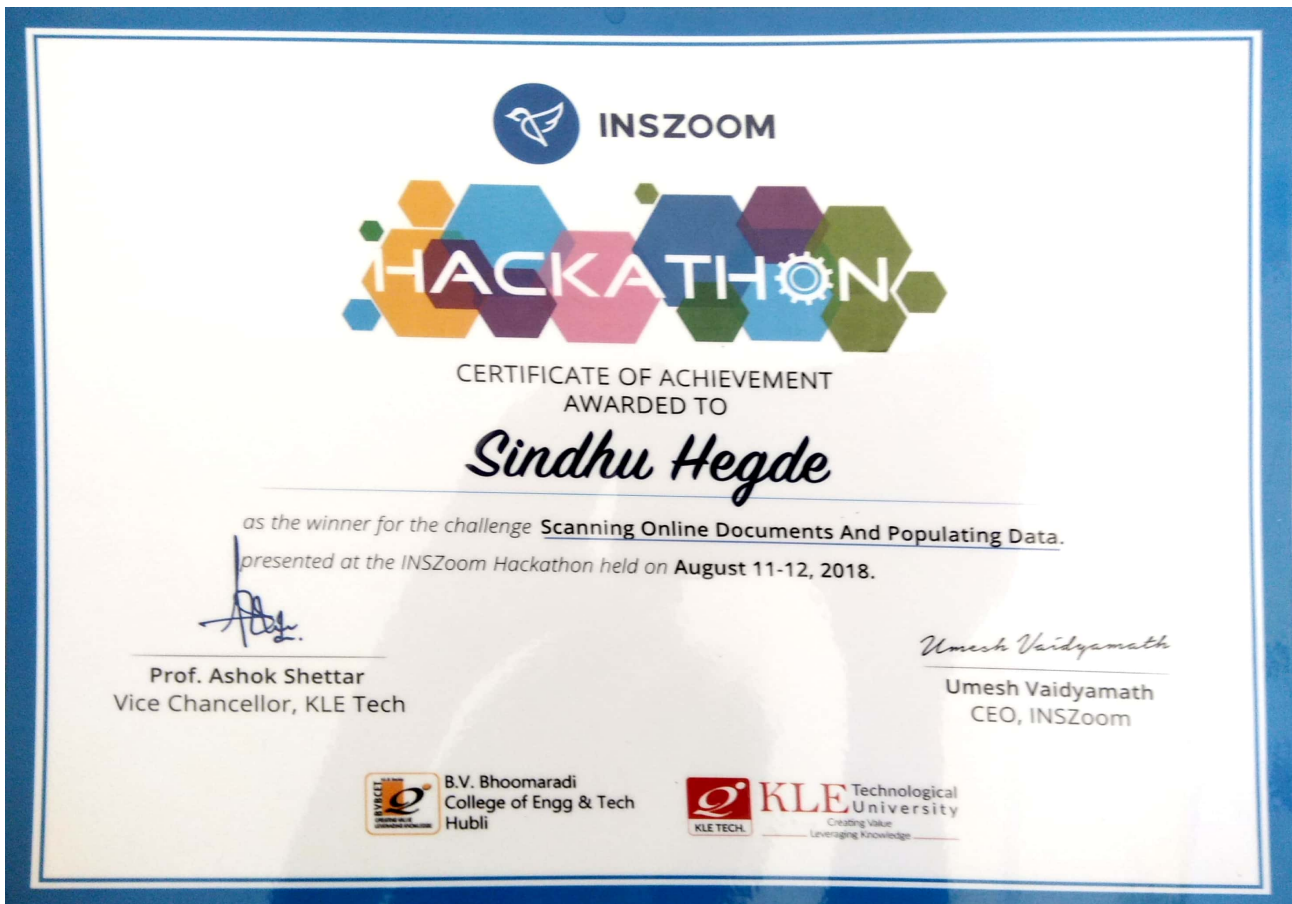 INSZOOM
HACKATHON
CERTIFICATE OF ACHIEVEMENT
AWARDED TO
Sindhu Hegde
as the winner for the challenge Scanning Online Documents And Populating Data.
presented at the INSZoom Hackathon held on August 11-12, 2018.
Umesh Vaidyamath
Prof. Ashok Shettar
Vice Chancellor, KLE Tech
Umesh Vaidyamath
CEO, INSZoom
BVBCET
B.V. Bhoomaradi
College of Engg & Tech
Hubli
KLE TECH.
KLE Technological
University
Creating Value
Leveraging Knowledge